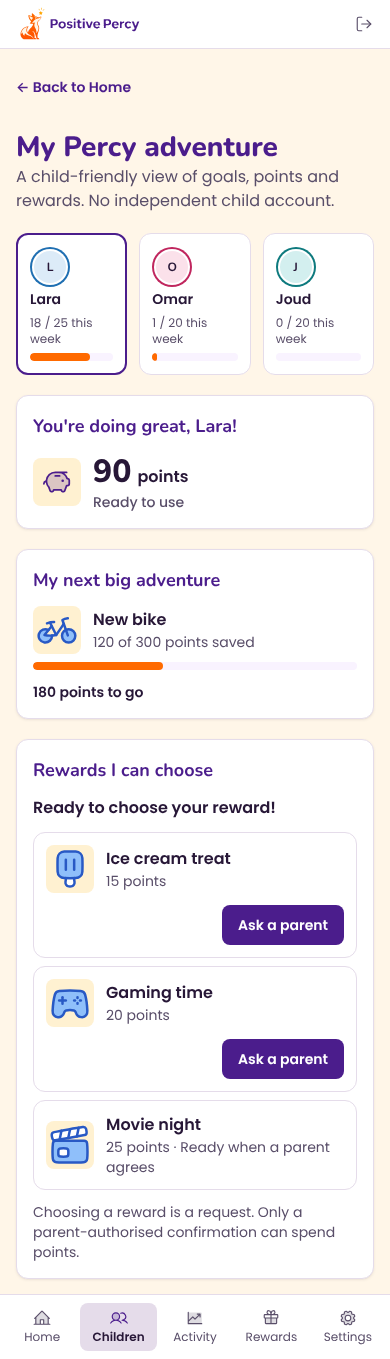 Positive Percy
← Back to Home
My Percy adventure
A child-friendly view of goals, points and
rewards. No independent child account.
L
Lara
18 / 25 this
week
O
Omar
1 / 20 this
week
J
Joud
0 / 20 this
week
You're doing great, Lara!
90 points
Ready to use
My next big adventure
New bike
120 of 300 points saved
180 points to go
Rewards I can choose
Ready to choose your reward!
Ice cream treat
15 points
Ask a parent
Gaming time
20 points
Ask a parent
Movie night
25 points · Ready when a parent
agrees
Choosing a reward is a request. Only a
parent-authorised confirmation can spend
points.
Home
Children
Activity
Rewards
Settings